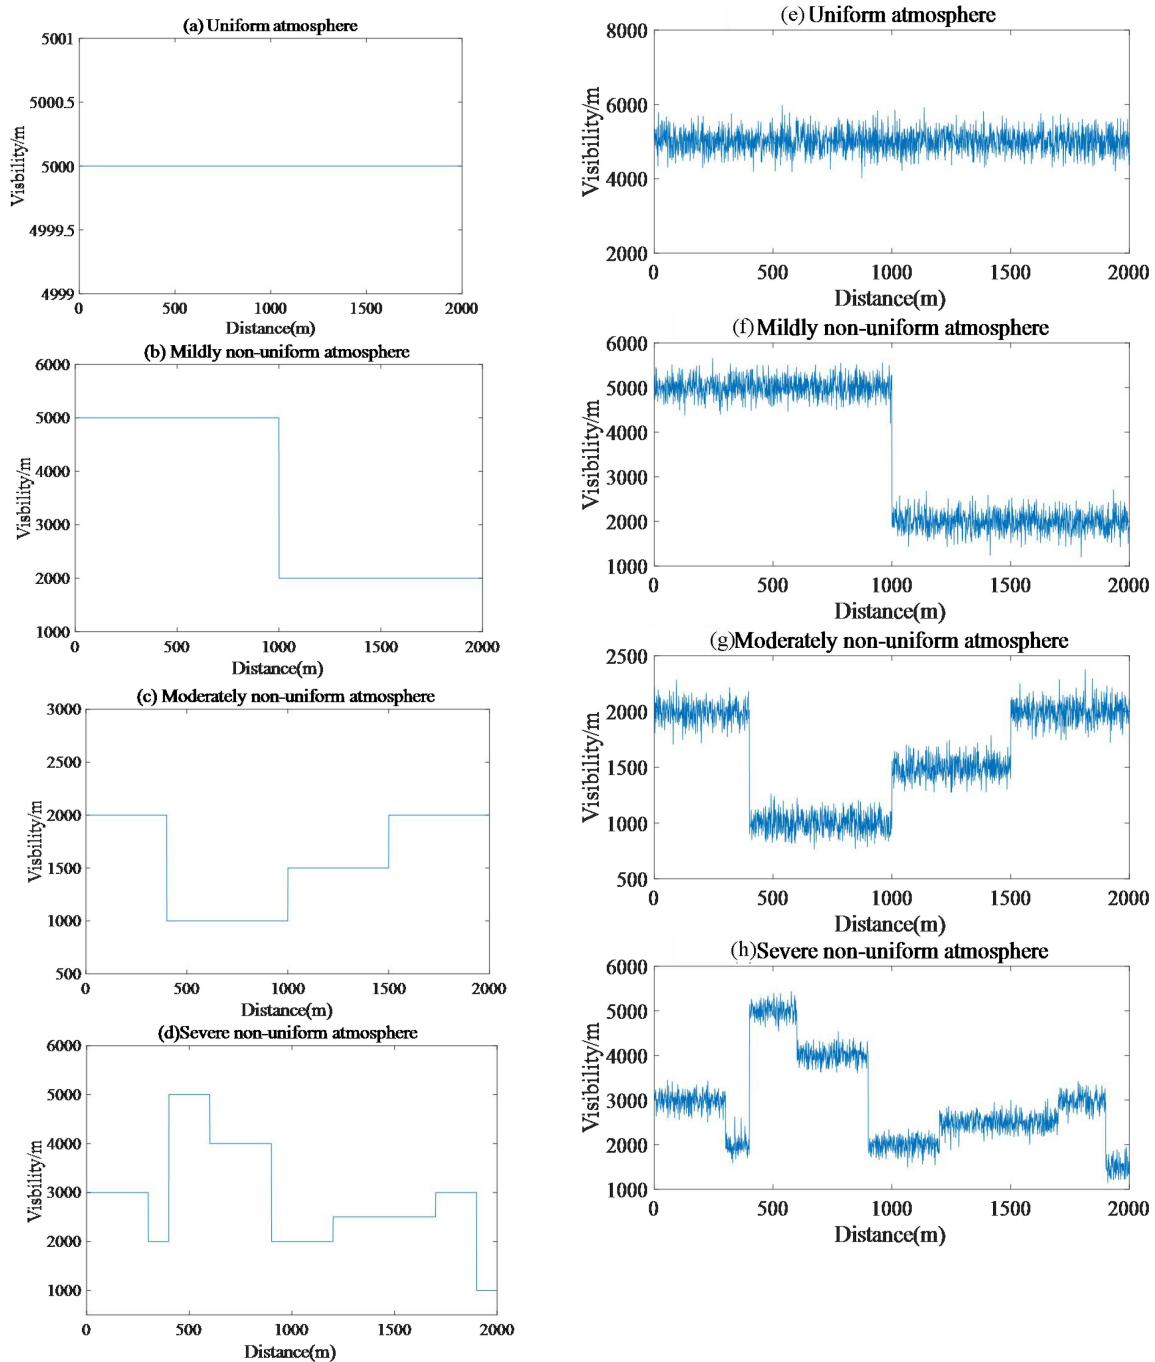 (a) Uniform atmosphere
5001
5000.5
5000
4999.5
4999
Visbility/m
0 500 1000 1500 2000
Distance(m)
(b) Mildly non-uniform atmosphere
6000
5000
4000
3000
2000
1000
Visbility/m
0 500 1000 1500 2000
Distance(m)
(c) Moderately non-uniform atmosphere
3000
2500
2000
1500
1000
500
Visbility/m
0 500 1000 1500 2000
Distance(m)
(d)Severe non-uniform atmosphere
6000
5000
4000
3000
2000
1000
Visbility/m
0 500 1000 1500 2000
Distance(m)
(e) Uniform atmosphere
8000
6000
4000
2000
Visibility/m
0 500 1000 1500 2000
Distance(m)
(f) Mildly non-uniform atmosphere
6000
5000
4000
3000
2000
1000
Visibility/m
0 500 1000 1500 2000
Distance(m)
(g)Moderately non-uniform atmosphere
2500
2000
1500
1000
500
Visibility/m
0 500 1000 1500 2000
Distance(m)
(h)Severe non-uniform atmosphere
6000
5000
4000
3000
2000
1000
Visibility/m
0 500 1000 1500 2000
Distance(m)